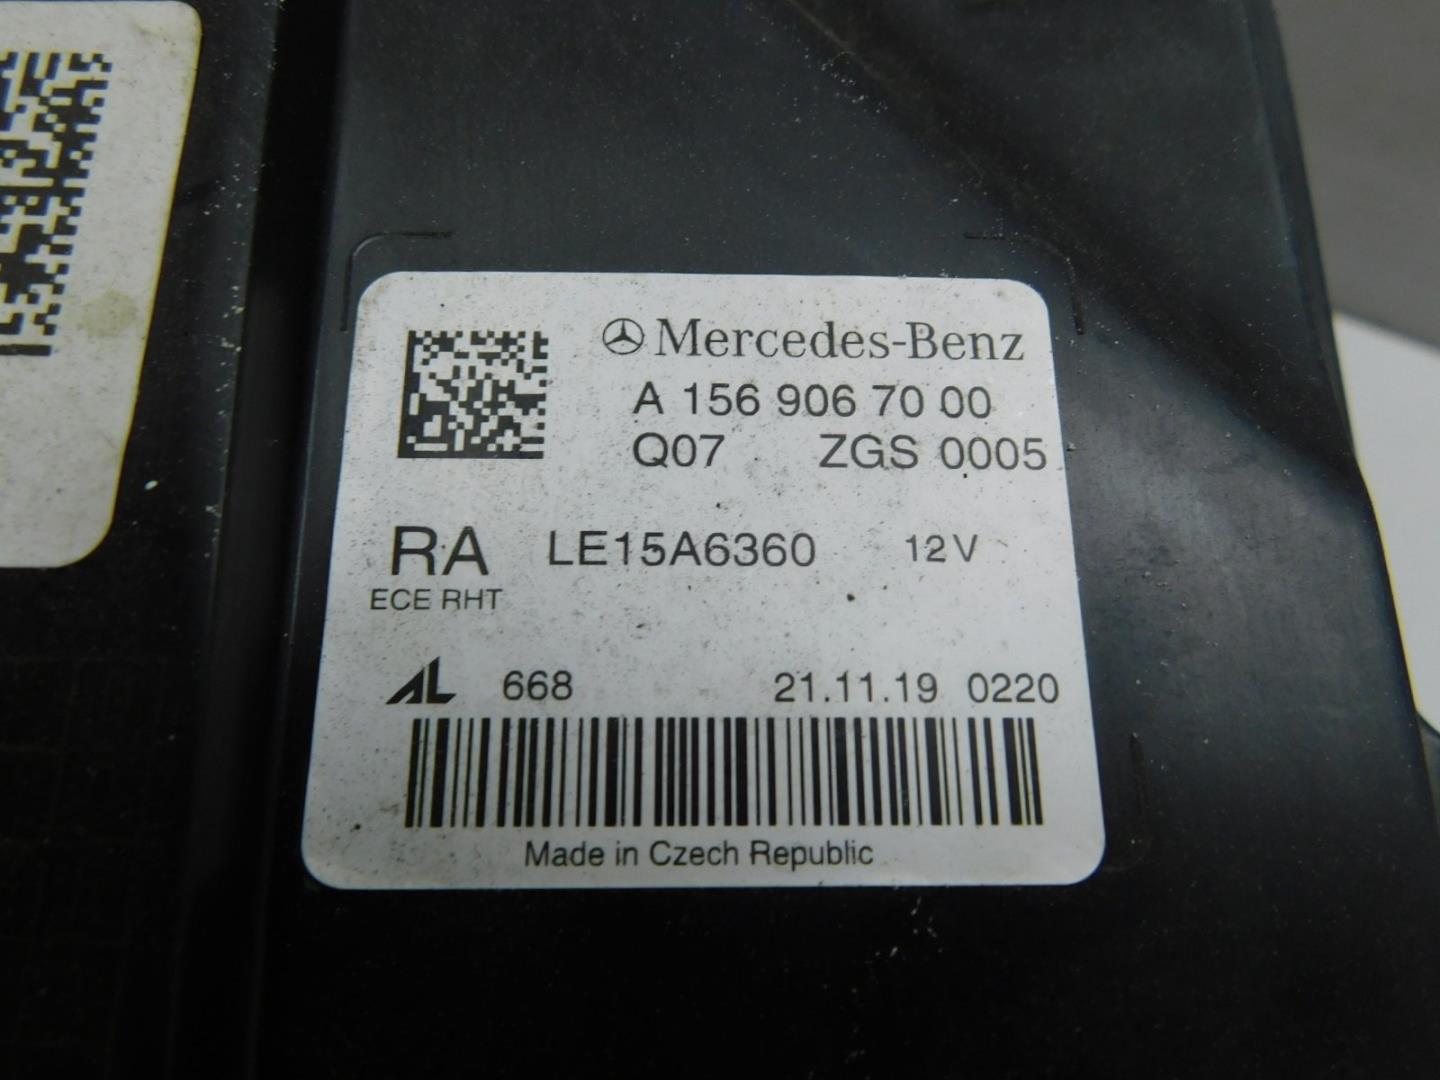 Mercedes-Benz
A 156 906 70 00
Q07 ZGS 0005
RA LE15A6360 12V
ECE RHT
AL 668 21.11.19 0220
Made in Czech Republic